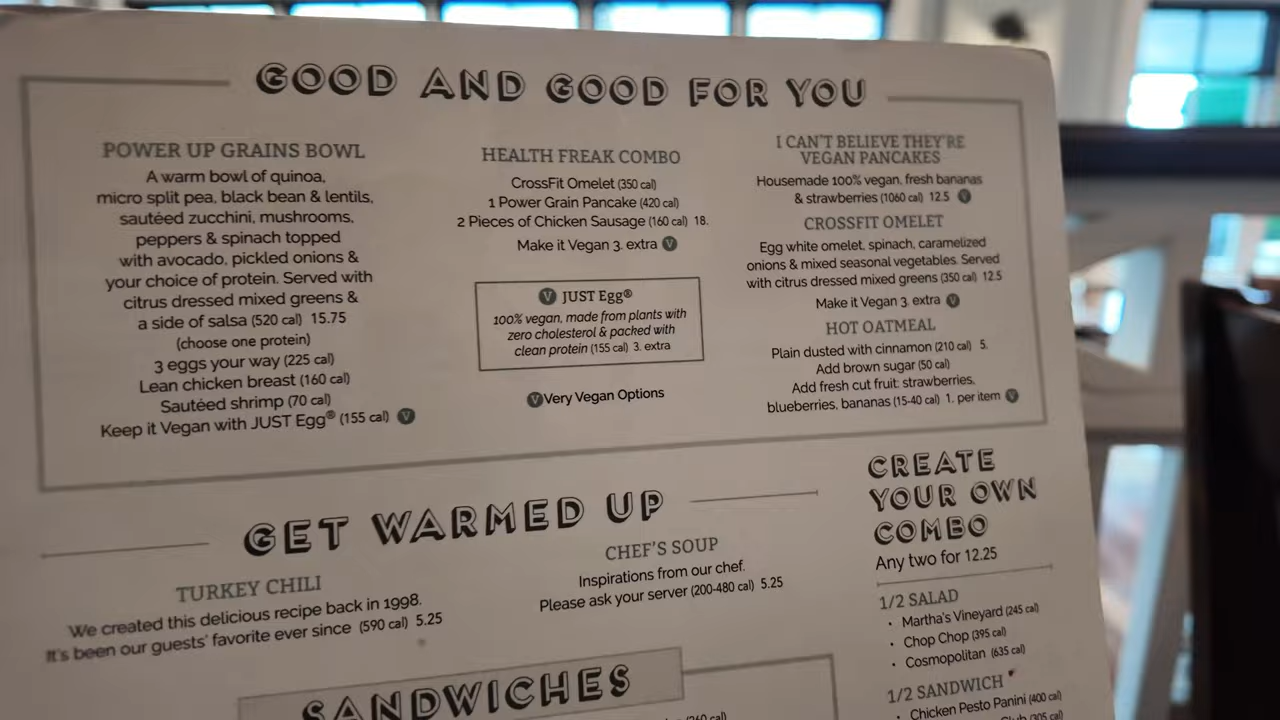 GOOD AND GOOD FOR YOU
POWER UP GRAINS BOWL
A warm bowl of quinoa,
micro split pea, black bean & lentils,
sautéed zucchini, mushrooms,
peppers & spinach topped
with avocado, pickled onions &
your choice of protein. Served with
citrus dressed mixed greens &
a side of salsa (520 cal) 15.75
(choose one protein)
3 eggs your way (225 cal)
Lean chicken breast (160 cal)
Sautéed shrimp (70 cal)
Keep it Vegan with JUST Egg® (155 cal) V
HEALTH FREAK COMBO
CrossFit Omelet (350 cal)
1 Power Grain Pancake (420 cal)
2 Pieces of Chicken Sausage (160 cal) 18.
Make it Vegan 3. extra V
V JUST Egg®
100% vegan, made from plants with
zero cholesterol & packed with
clean protein (155 cal) 3. extra
V Very Vegan Options
I CAN'T BELIEVE THEY'RE
VEGAN PANCAKES
Housemade 100% vegan, fresh bananas
& strawberries (1060 cal) 12.5 V
CROSSFIT OMELET
Egg white omelet, spinach, caramelized
onions & mixed seasonal vegetables. Served
with citrus dressed mixed greens (350 cal) 12.5
Make it Vegan 3. extra V
HOT OATMEAL
Plain dusted with cinnamon (210 cal) 5.
Add brown sugar (50 cal)
Add fresh cut fruit: strawberries,
blueberries, bananas (15-40 cal) 1. per item V
GET WARMED UP
TURKEY CHILI
We created this delicious recipe back in 1998.
It's been our guests' favorite ever since (590 cal) 5.25
CHEF'S SOUP
Inspirations from our chef.
Please ask your server (200-480 cal) 5.25
CREATE
YOUR OWN
COMBO
Any two for 12.25
1/2 SALAD
• Martha's Vineyard (245 cal)
• Chop Chop (395 cal)
• Cosmopolitan (635 cal)
1/2 SANDWICH
• Chicken Pesto Panini (400 cal)
Club (305 cal)
SANDWICHES